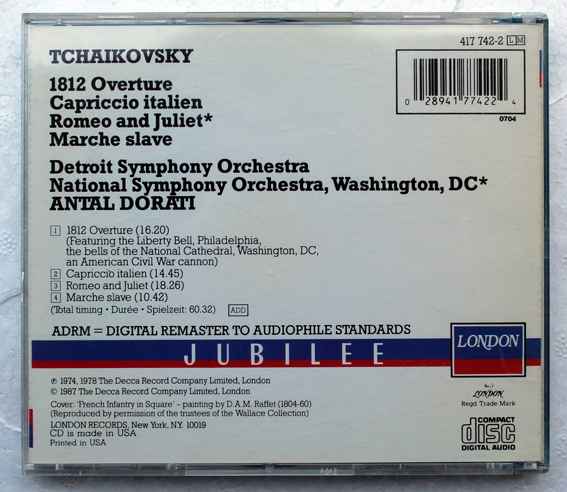 417 742-2 LM
TCHAIKOVSKY
1812 Overture
Capriccio italien
Romeo and Juliet*
Marche slave
0 28941 77422 4
0704
Detroit Symphony Orchestra
National Symphony Orchestra, Washington, DC*
ANTAL DORATI
1 1812 Overture (16.20)
(Featuring the Liberty Bell, Philadelphia,
the bells of the National Cathedral, Washington, DC,
an American Civil War cannon)
2 Capriccio italien (14.45)
3 Romeo and Juliet (18.26)
4 Marche slave (10.42)
(Total timing • Durée • Spielzeit: 60.32) ADD
ADRM = DIGITAL REMASTER TO AUDIOPHILE STANDARDS
JUBILEE
LONDON
℗ 1974, 1978 The Decca Record Company Limited, London
© 1987 The Decca Record Company Limited, London
Cover: 'French Infantry in Square' – painting by D.A.M. Raffet (1804-60)
(Reproduced by permission of the trustees of the Wallace Collection)
LONDON RECORDS, New York, N.Y. 10019
CD is made in USA
Printed in USA
LONDON
Regd. Trade Mark
COMPACT
disc
DIGITAL AUDIO